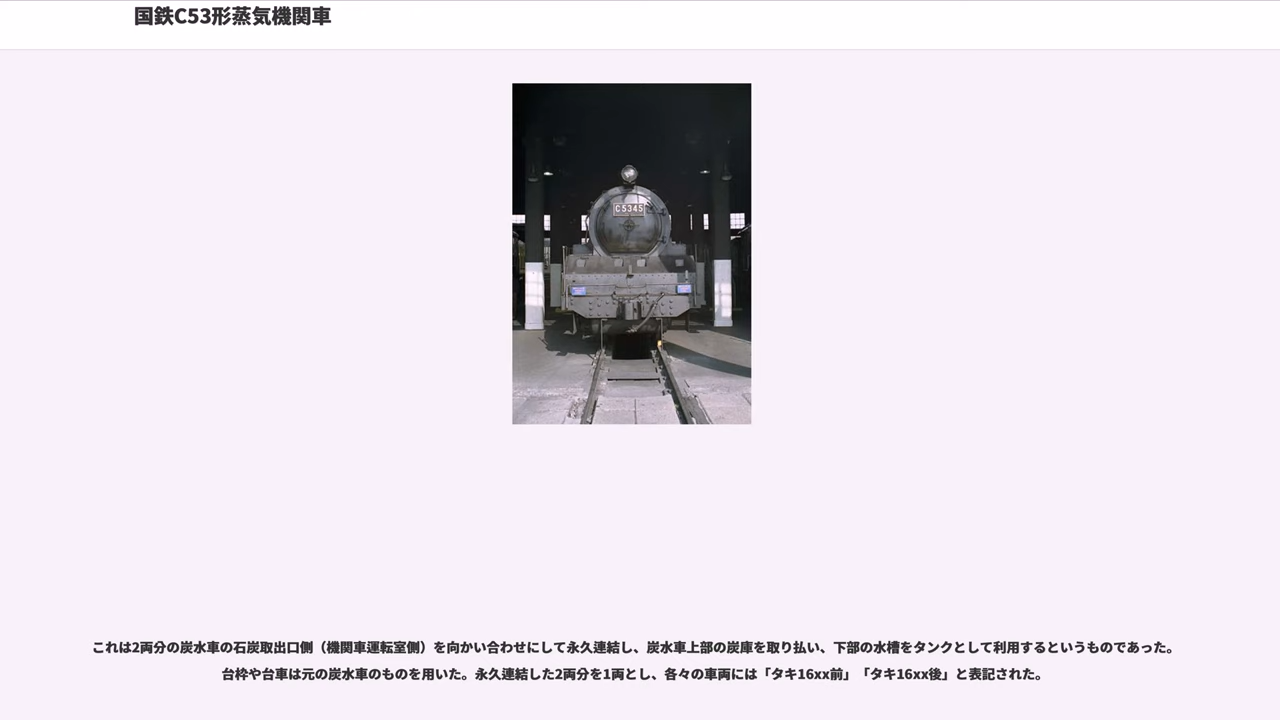 国鉄C53形蒸気機関車
C5345
これは2両分の炭水車の石炭取出口側（機関車運転室側）を向かい合わせにして永久連結し、炭水車上部の炭庫を取り払い、下部の水槽をタンクとして利用するというものであった。
台枠や台車は元の炭水車のものを用いた。永久連結した2両分を1両とし、各々の車両には「タキ16xx前」「タキ16xx後」と表記された。